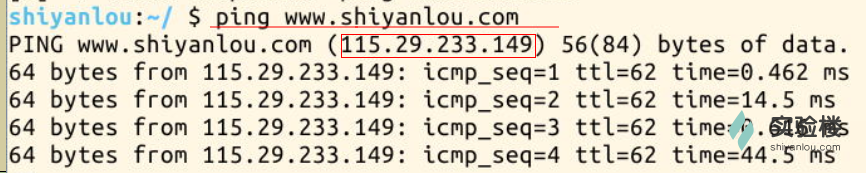 shiyanlou:~/ $ ping www.shiyanlou.com
PING www.shiyanlou.com (115.29.233.149) 56(84) bytes of data.
64 bytes from 115.29.233.149: icmp_seq=1 ttl=62 time=0.462 ms
64 bytes from 115.29.233.149: icmp_seq=2 ttl=62 time=14.5 ms
64 bytes from 115.29.233.149: icmp_seq=3 ttl=62 ms
64 bytes from 115.29.233.149: icmp_seq=4 ttl=62 time=44.5 ms
实验楼
shiyanlou.com